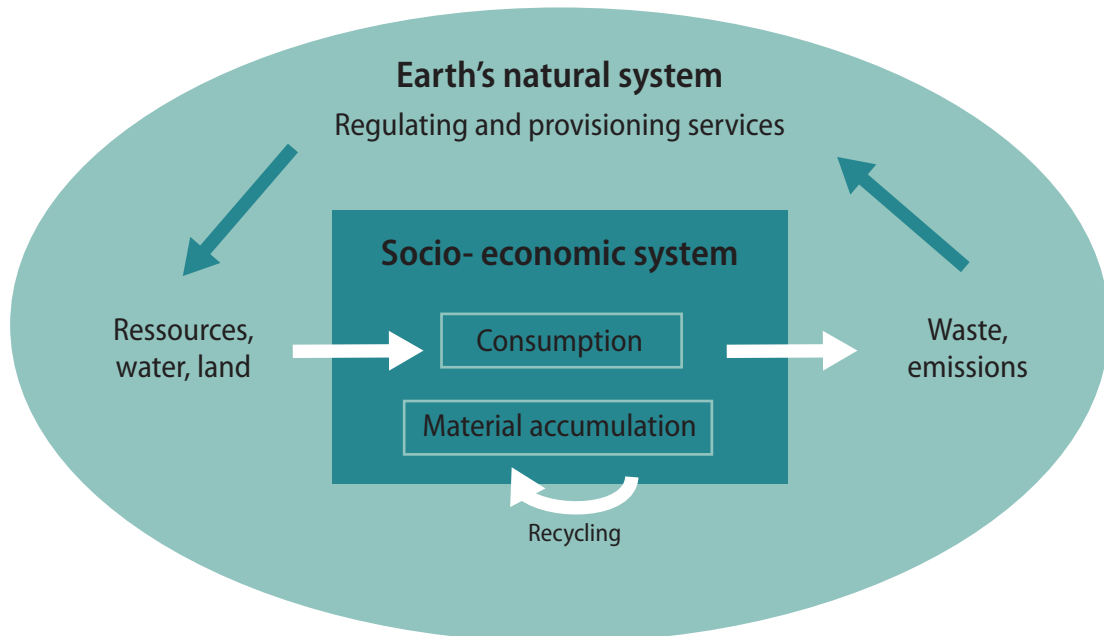 Earth's natural system
Regulating and provisioning services
Socio- economic system
Ressources,
water, land
Consumption
Waste,
emissions
Material accumulation
Recycling